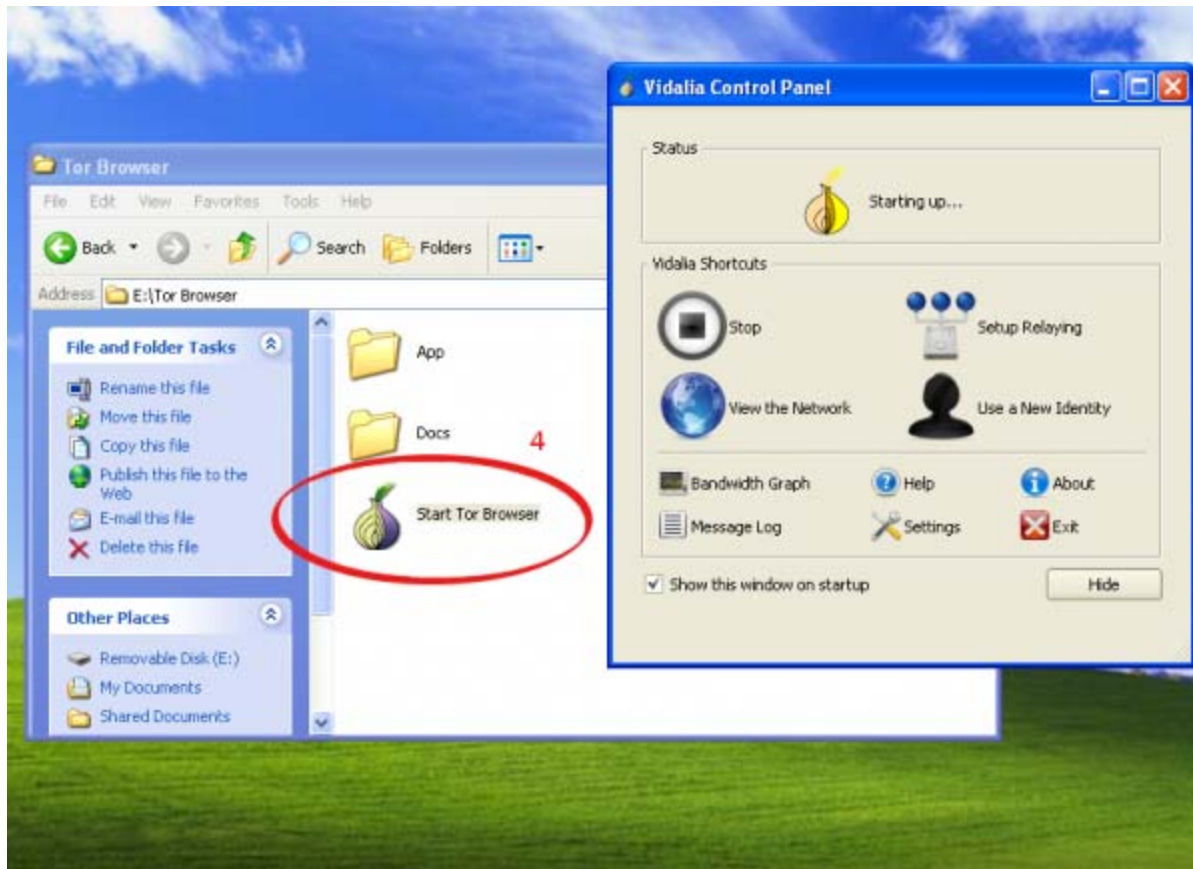 Tor Browser
File Edit View Favorites Tools Help
Back Search Folders
Address E:\Tor Browser
File and Folder Tasks
Rename this file
Move this file
Copy this file
Publish this file to the
Web
E-mail this file
Delete this file
Other Places
Removable Disk (E:)
My Documents
Shared Documents
App
Docs
4
Start Tor Browser
Vidalia Control Panel
Status
Starting up...
Vidalia Shortcuts
Stop Setup Relaying
View the Network Use a New Identity
Bandwidth Graph Help About
Message Log Settings Exit
Show this window on startup Hide